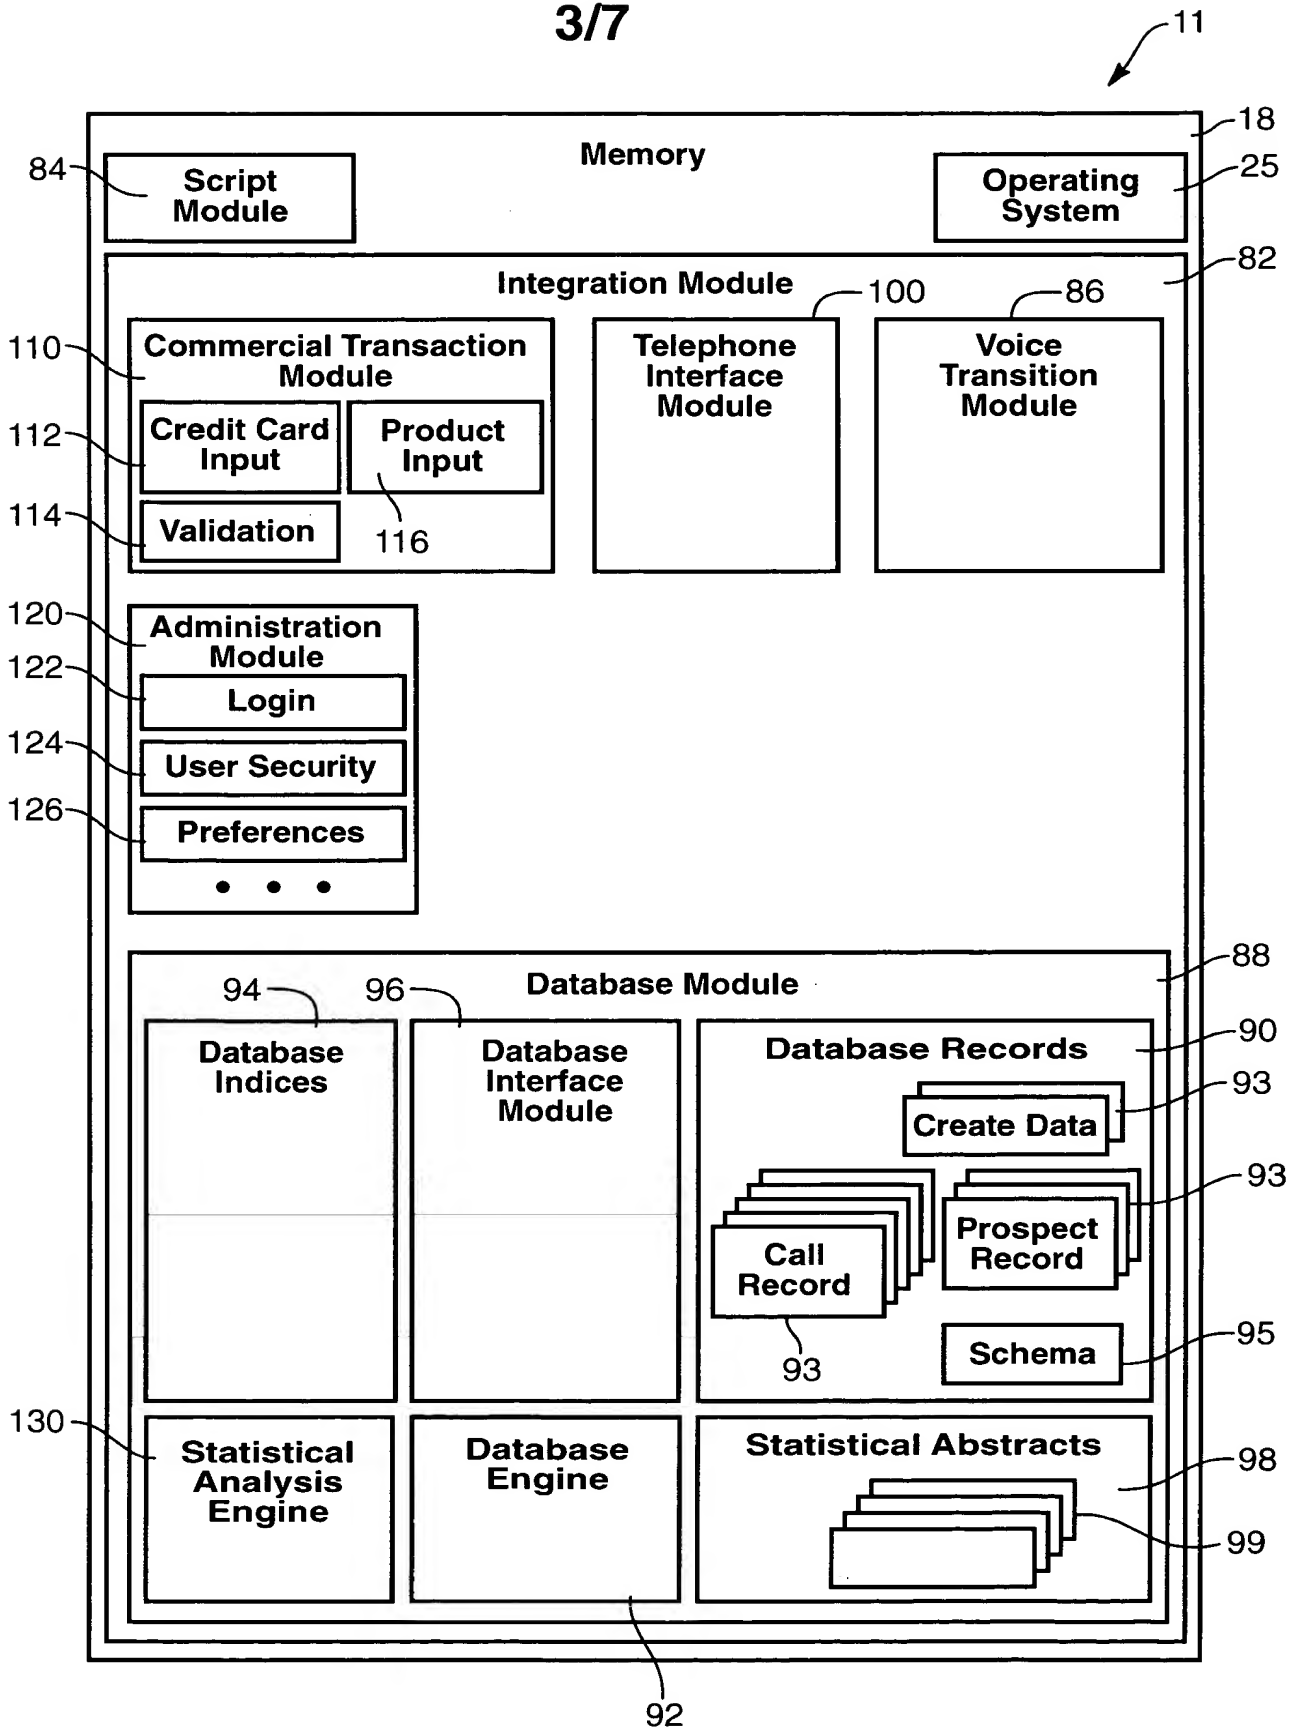 3/7
11
18
Memory
84
Script
Module
Operating
System
25
82
Integration Module
100
86
110
Commercial Transaction
Module
Telephone
Interface
Module
Voice
Transition
Module
112
Credit Card
Input
Product
Input
114
Validation
116
120
Administration
Module
122
Login
124
User Security
126
Preferences
• • •
88
Database Module
94
96
Database
Indices
Database
Interface
Module
Database Records
90
93
Create Data
93
Call
Record
Prospect
Record
93
Schema
95
130
Statistical
Analysis
Engine
Database
Engine
Statistical Abstracts
98
99
92